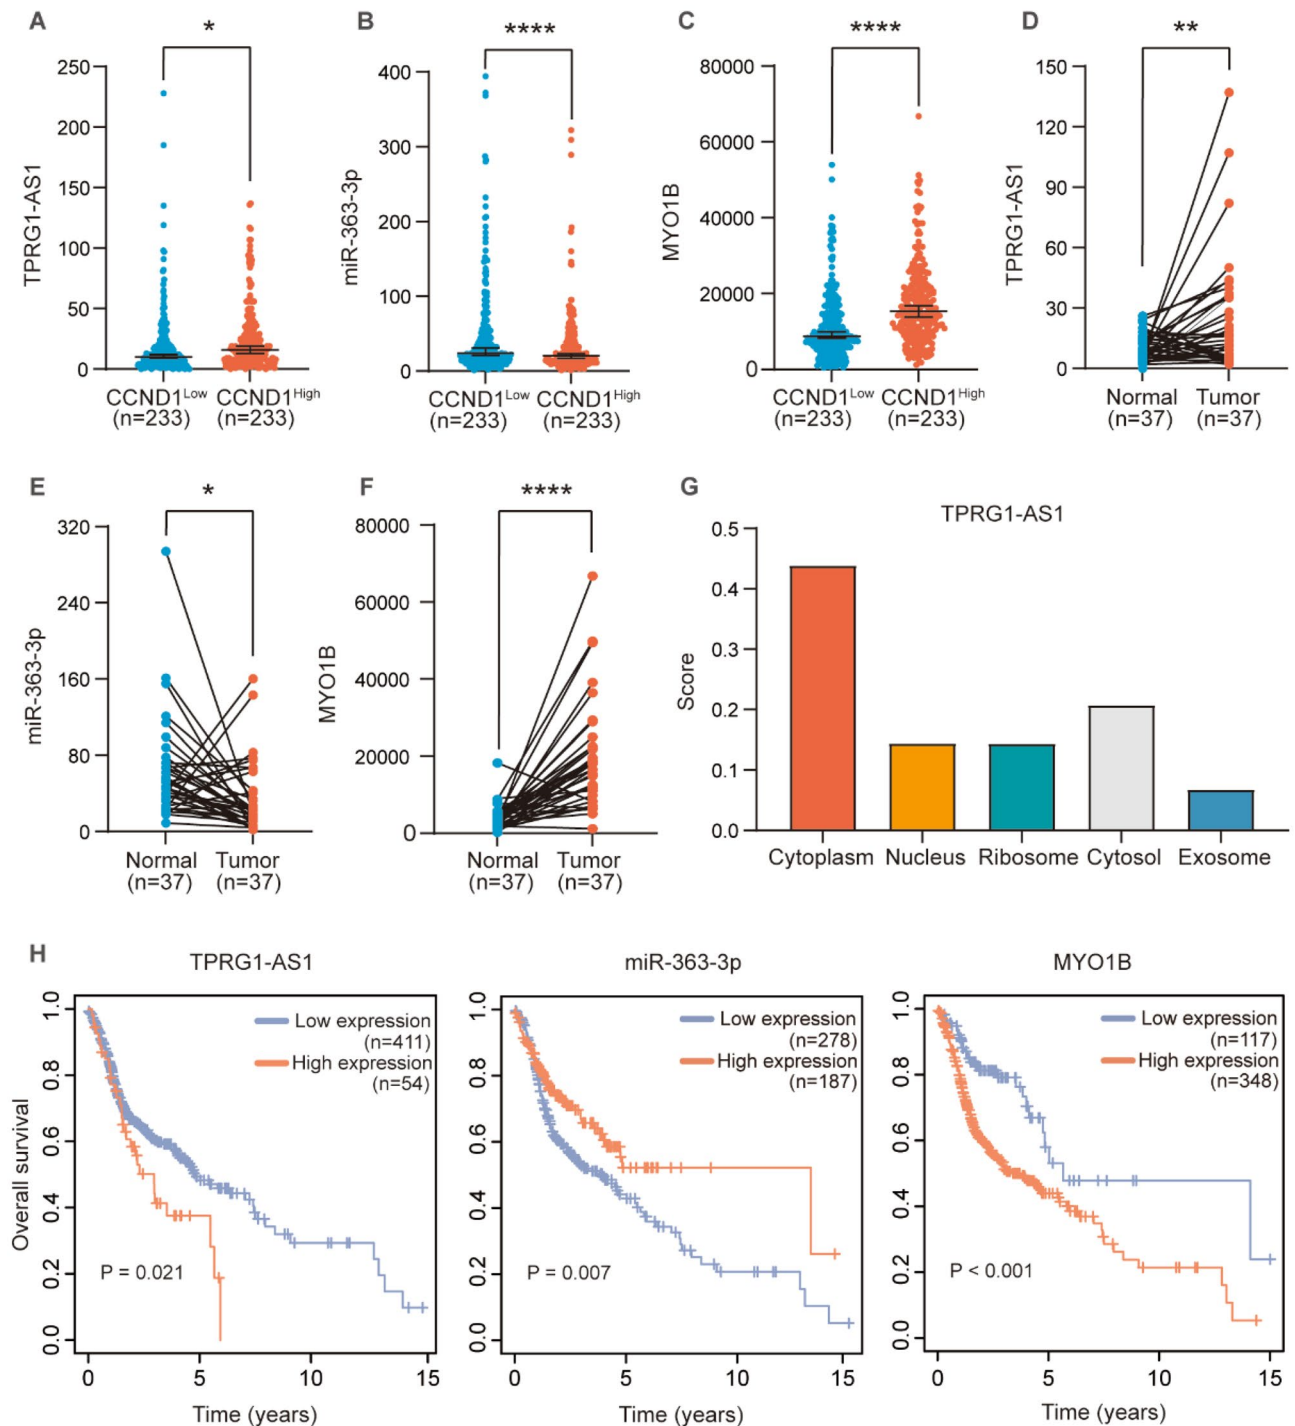 A
*
TPRG1-AS1
250
200
150
100
50
0
CCND1Low
(n=233)
CCND1High
(n=233)
B
****
miR-363-3p
400
300
200
100
0
CCND1Low
(n=233)
CCND1High
(n=233)
C
****
MYO1B
80000
60000
40000
20000
0
CCND1Low
(n=233)
CCND1High
(n=233)
D
**
TPRG1-AS1
150
120
90
60
30
0
Normal
(n=37)
Tumor
(n=37)
E
*
miR-363-3p
320
240
160
80
0
Normal
(n=37)
Tumor
(n=37)
F
****
MYO1B
80000
60000
40000
20000
0
Normal
(n=37)
Tumor
(n=37)
G
TPRG1-AS1
Score
0.5
0.4
0.3
0.2
0.1
0.0
Cytoplasm
Nucleus
Ribosome
Cytosol
Exosome
H
TPRG1-AS1
Overall survival
1.0
0.8
0.6
0.4
0.2
0.0
Low expression
(n=411)
High expression
(n=54)
P = 0.021
0
5
10
15
Time (years)
miR-363-3p
1.0
0.8
0.6
0.4
0.2
0.0
Low expression
(n=278)
High expression
(n=187)
P = 0.007
0
5
10
15
Time (years)
MYO1B
1.0
0.8
0.6
0.4
0.2
0.0
Low expression
(n=117)
High expression
(n=348)
P < 0.001
0
5
10
15
Time (years)